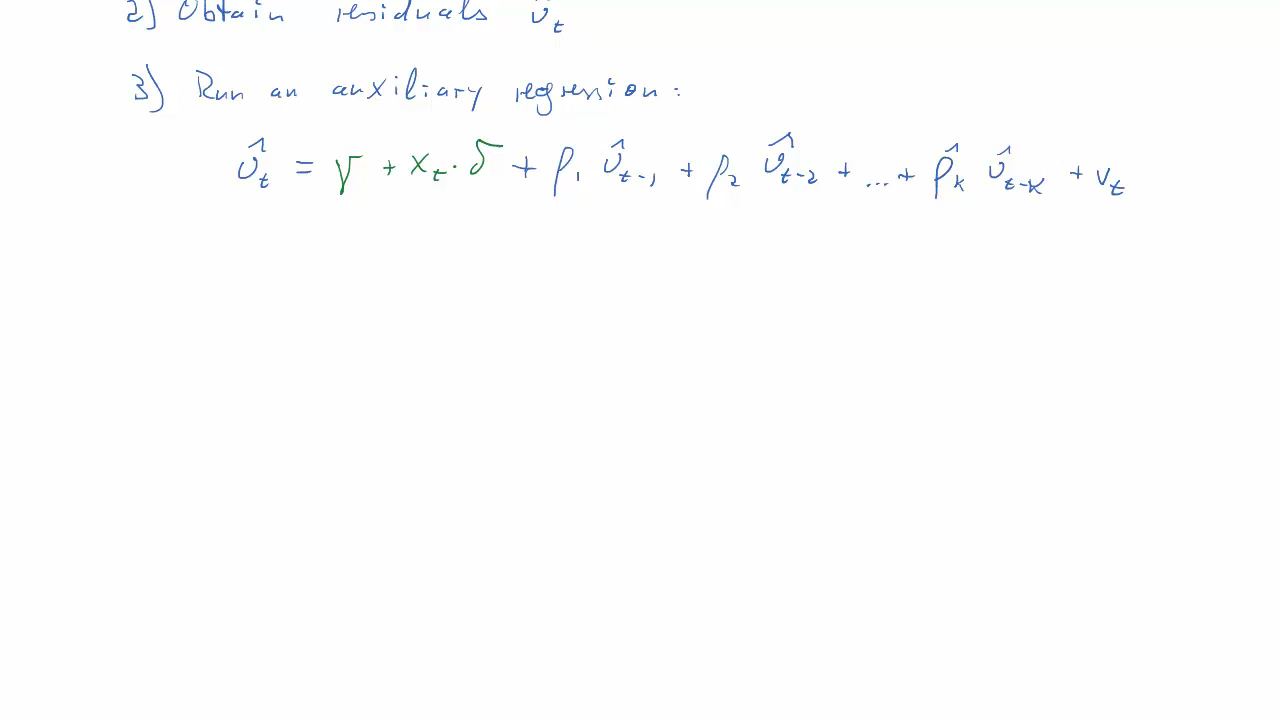 2) Obtain residuals û_t
3) Run an auxiliary regression:
û_t = γ + x_t · δ + ρ_1 û_{t-1} + ρ_2 û_{t-2} + ... + ρ̂_k û_{t-k} + v_t